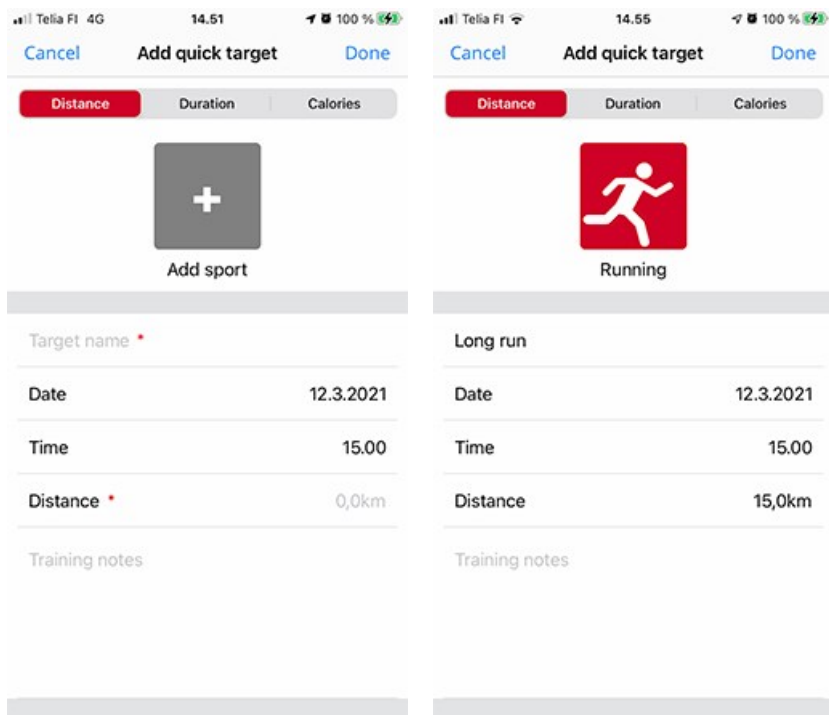 Telia FI 4G 14.51 100 %
Cancel Add quick target Done
Distance Duration Calories
+
Add sport
Target name *
Date 12.3.2021
Time 15.00
Distance * 0,0km
Training notes
Telia FI 14.55 100 %
Cancel Add quick target Done
Distance Duration Calories
Running
Long run
Date 12.3.2021
Time 15.00
Distance 15,0km
Training notes